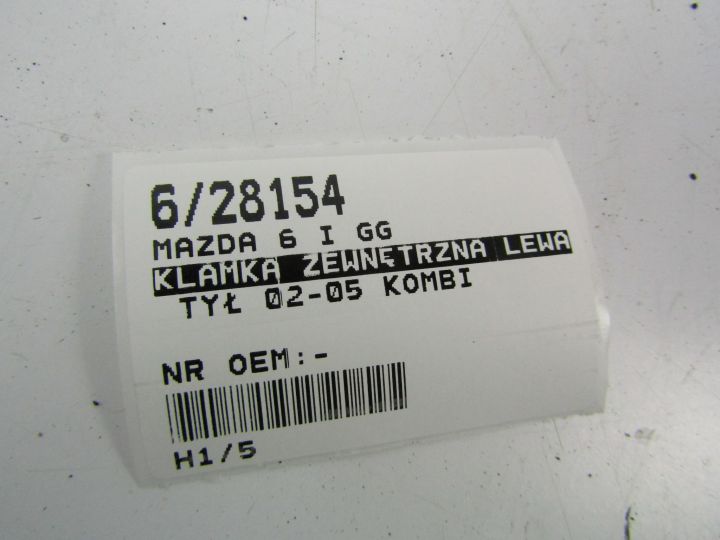 6/28154
MAZDA 6 I GG
KLAMKA ZEWNĘTRZNA LEWA
TYŁ 02-05 KOMBI
NR OEM:-
H1/5